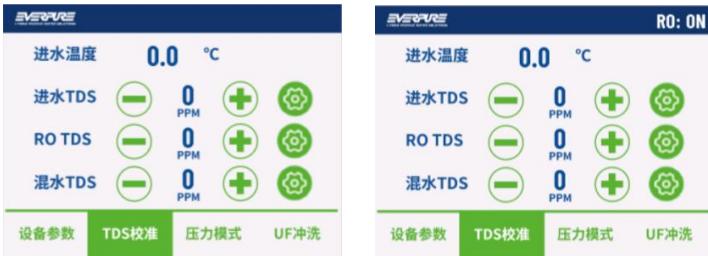 EVERPURE
进水温度 0.0 ℃
进水TDS 0 PPM
RO TDS 0 PPM
混水TDS 0 PPM
设备参数 TDS校准 压力模式 UF冲洗
EVERPURE
RO: ON
进水温度 0.0 ℃
进水TDS 0 PPM
RO TDS 0 PPM
混水TDS 0 PPM
设备参数 TDS校准 压力模式 UF冲洗